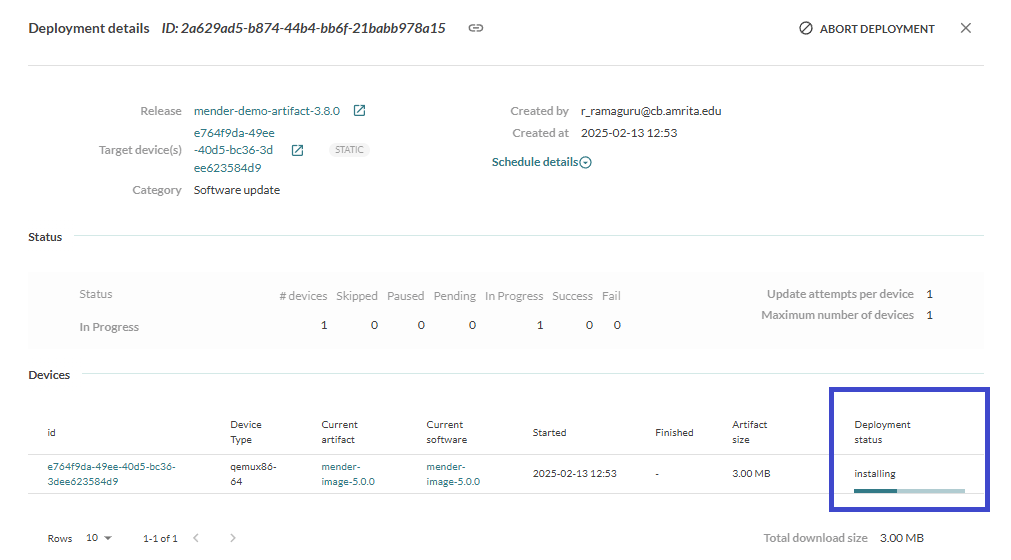 Deployment details ID: 2a629ad5-b874-44b4-bb6f-21babb978a15
ABORT DEPLOYMENT
Release mender-demo-artifact-3.8.0
Target device(s) e764f9da-49ee
-40d5-bc36-3d
ee623584d9
STATIC
Category Software update
Created by r_ramaguru@cb.amrita.edu
Created at 2025-02-13 12:53
Schedule details
Status
Status # devices Skipped Paused Pending In Progress Success Fail
In Progress 1 0 0 0 1 0 0
Update attempts per device 1
Maximum number of devices 1
Devices
id Device Type Current artifact Current software Started Finished Artifact size Deployment status
e764f9da-49ee-40d5-bc36-
3dee623584d9
qemux86-
64
mender-
image-5.0.0
mender-
image-5.0.0
2025-02-13 12:53 - 3.00 MB installing
Rows 10 1-1 of 1
Total download size 3.00 MB